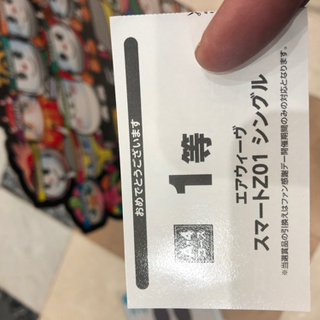 おめでとうございます
1等
エアウィーヴ
スマートZ01 シングル
※当選賞品の引換えはファン感謝デー開催期間のみの対応となります。